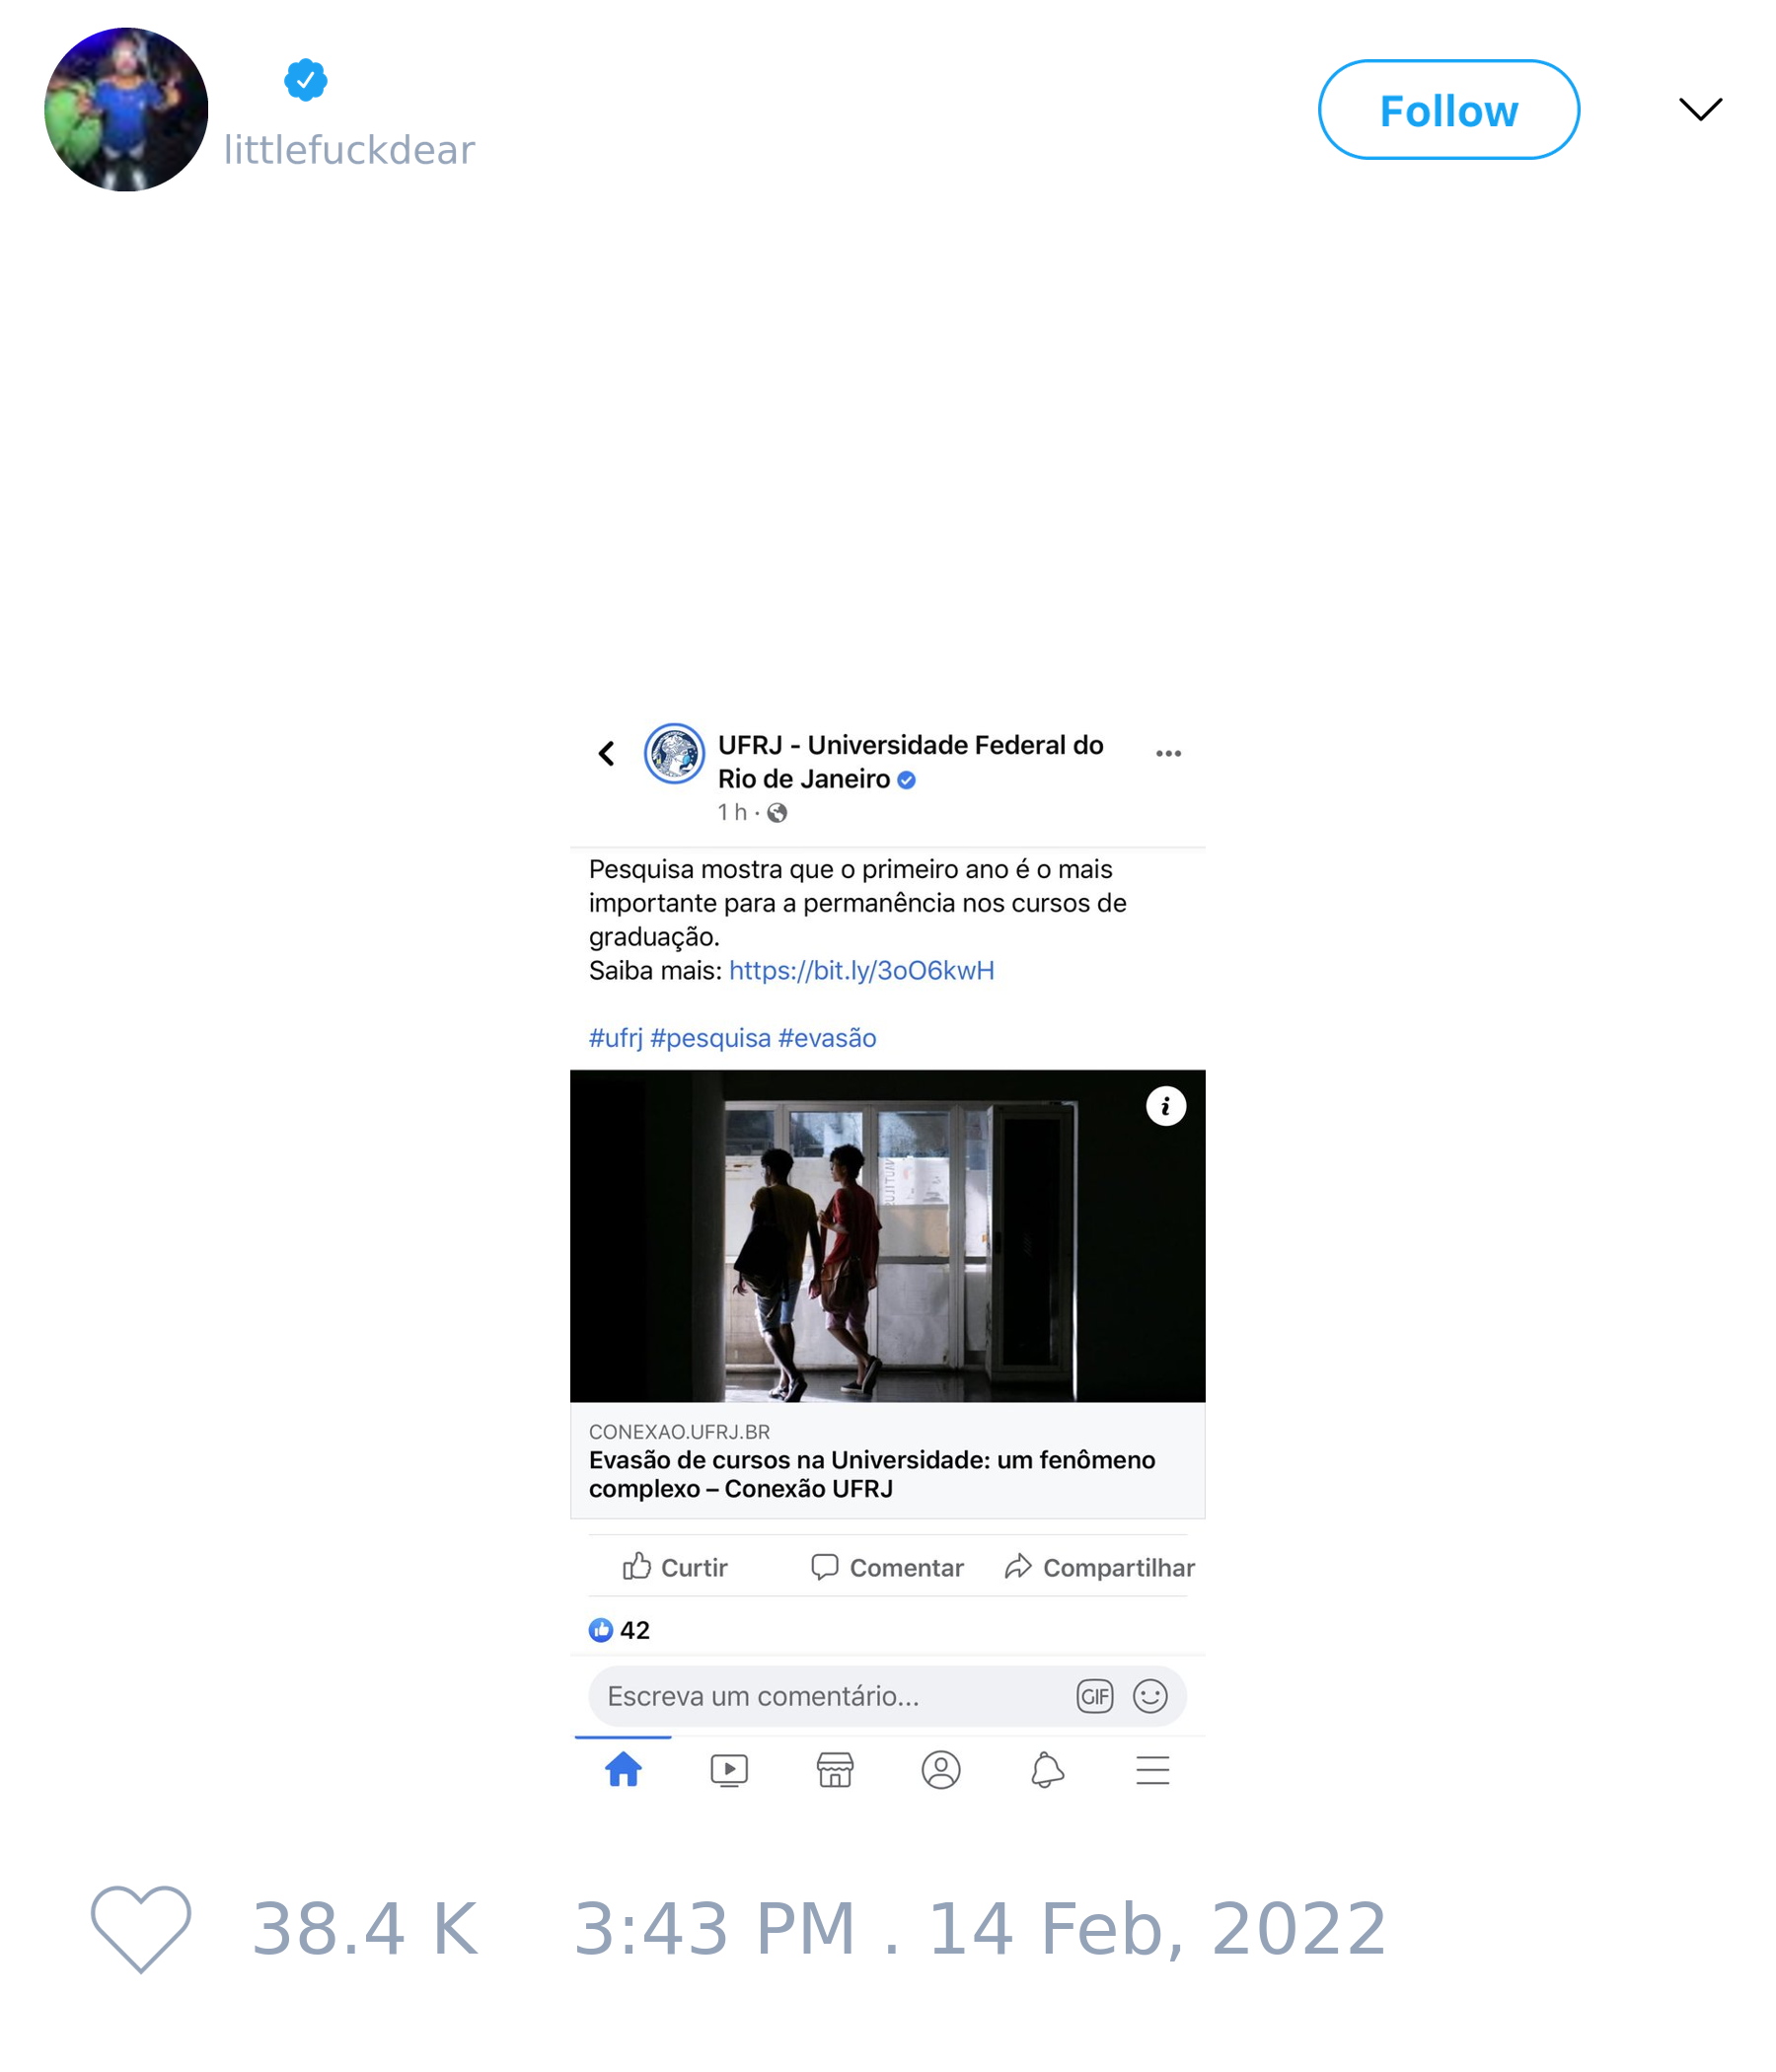 littlefuckdear
Follow
UFRJ - Universidade Federal do
Rio de Janeiro
1 h ·
Pesquisa mostra que o primeiro ano é o mais
importante para a permanência nos cursos de
graduação.
Saiba mais: https://bit.ly/3oO6kwH
#ufrj #pesquisa #evasão
CONEXAO.UFRJ.BR
Evasão de cursos na Universidade: um fenômeno
complexo – Conexão UFRJ
Curtir Comentar Compartilhar
42
Escreva um comentário... GIF
38.4 K 3:43 PM . 14 Feb, 2022